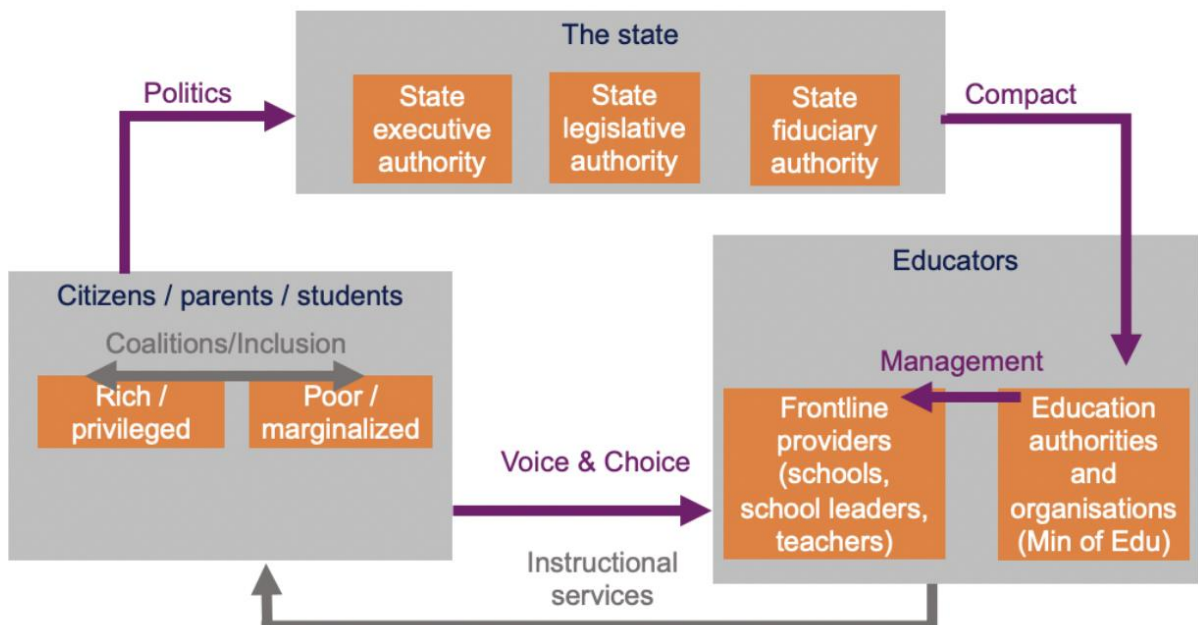 The state
Politics
Compact
State
executive
authority
State
legislative
authority
State
fiduciary
authority
Citizens / parents / students
Coalitions/Inclusion
Rich /
privileged
Poor /
marginalized
Educators
Management
Frontline
providers
(schools,
school leaders,
teachers)
Education
authorities
and
organisations
(Min of Edu)
Voice & Choice
Instructional
services